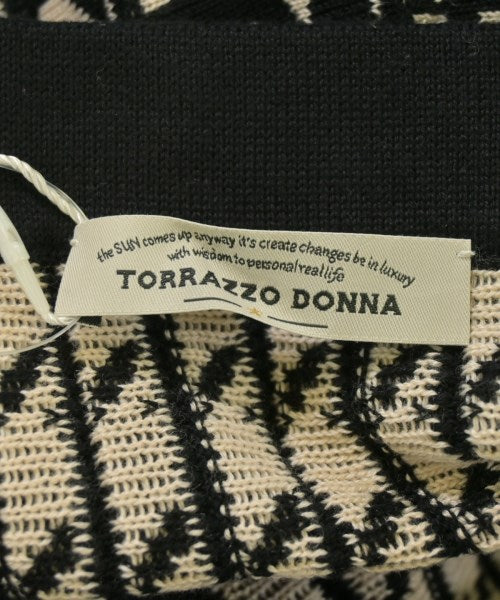 the SUN comes up anyway it's create changes be in luxury
with wisdom to personal real life
TORRAZZO DONNA